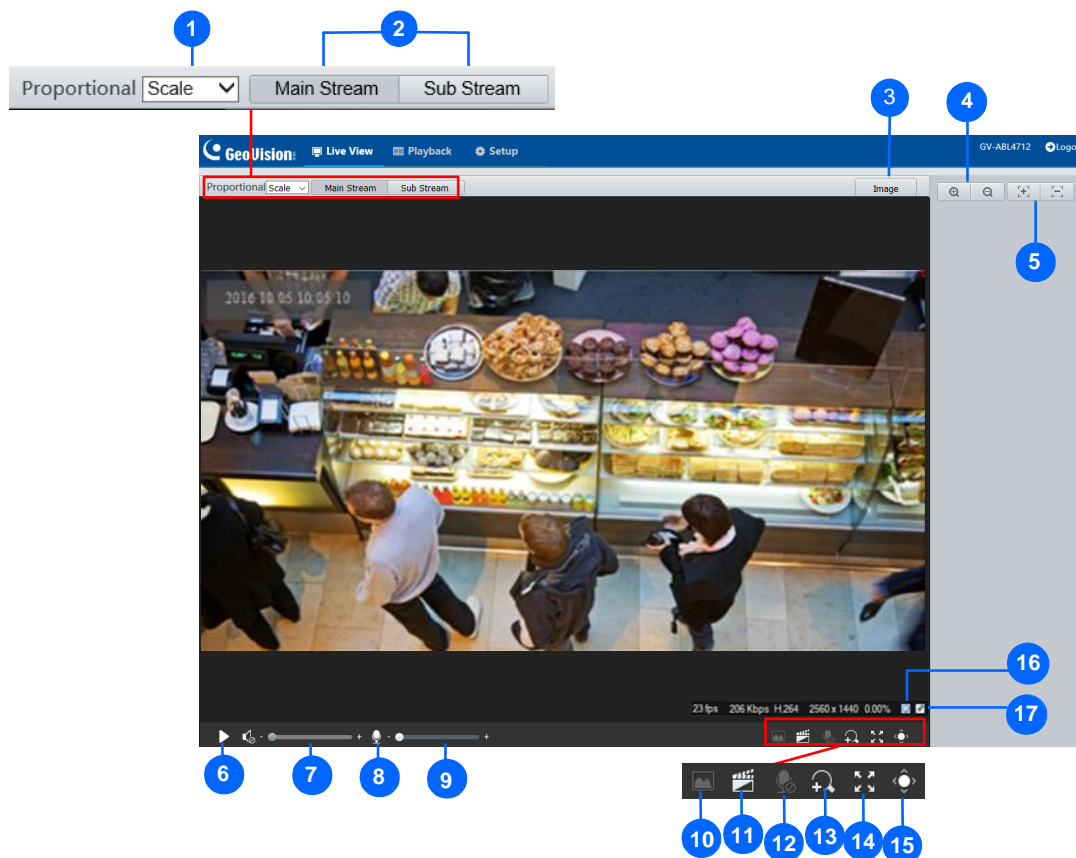 1
2
Proportional Scale Main Stream Sub Stream
3
4
GeoVision Live View Playback Setup GV-ABL4712 Logo
Proportional Scale Main Stream Sub Stream Image
5
2016 10 05 10:05:10
16
23 fps 206 Kbps H.264 2560 x 1440 0.00%
17
- + - +
6
7
8
9
10
11
12
13
14
15